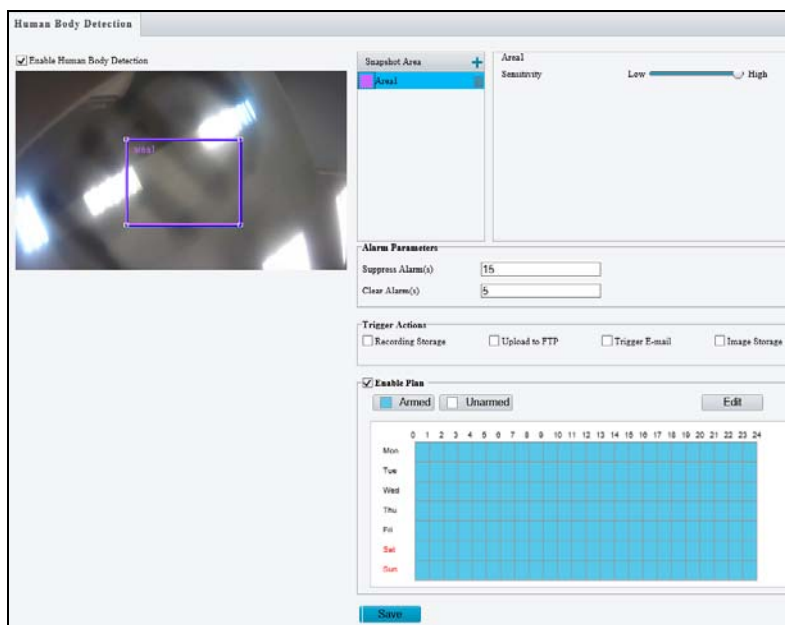 Human Body Detection
Enable Human Body Detection
area1
Snapshot Area
Area1
Area1
Sensitivity Low High
Alarm Parameters
Suppress Alarm(s) 15
Clear Alarm(s) 5
Trigger Actions
Recording Storage Upload to FTP Trigger E-mail Image Storage
Enable Plan
Armed Unarmed Edit
0 1 2 3 4 5 6 7 8 9 10 11 12 13 14 15 16 17 18 19 20 21 22 23 24
Mon
Tue
Wed
Thu
Fri
Sat
Sun
Save